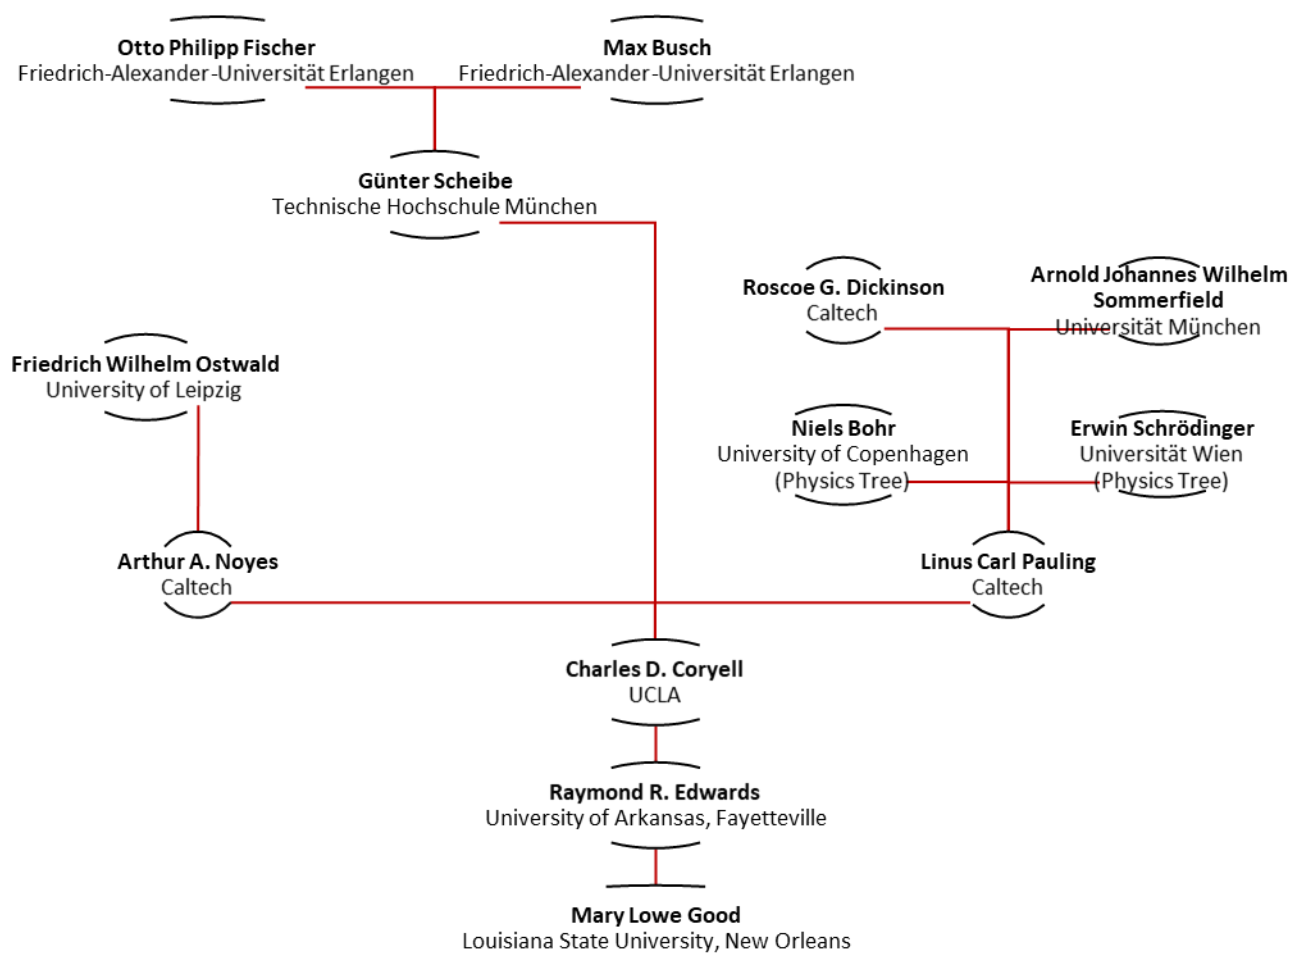 Otto Philipp Fischer
Friedrich-Alexander-Universität Erlangen
Max Busch
Friedrich-Alexander-Universität Erlangen
Günter Scheibe
Technische Hochschule München
Roscoe G. Dickinson
Caltech
Arnold Johannes Wilhelm
Sommerfield
Universität München
Friedrich Wilhelm Ostwald
University of Leipzig
Niels Bohr
University of Copenhagen
(Physics Tree)
Erwin Schrödinger
Universität Wien
(Physics Tree)
Arthur A. Noyes
Caltech
Linus Carl Pauling
Caltech
Charles D. Coryell
UCLA
Raymond R. Edwards
University of Arkansas, Fayetteville
Mary Lowe Good
Louisiana State University, New Orleans